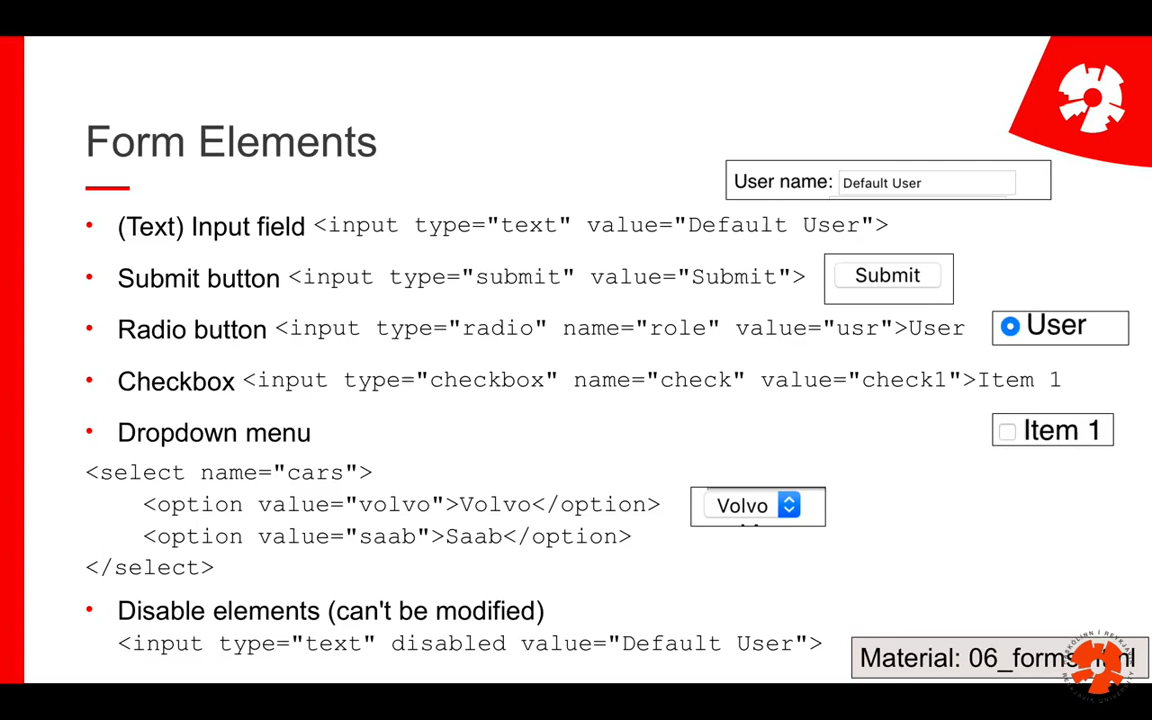 Form Elements
User name: Default User
• (Text) Input field <input type="text" value="Default User">
• Submit button <input type="submit" value="Submit">
Submit
• Radio button <input type="radio" name="role" value="usr">User
User
• Checkbox <input type="checkbox" name="check" value="check1">Item 1
Item 1
• Dropdown menu
<select name="cars">
<option value="volvo">Volvo</option>
Volvo
<option value="saab">Saab</option>
</select>
• Disable elements (can't be modified)
<input type="text" disabled value="Default User">
Material: 06_forms